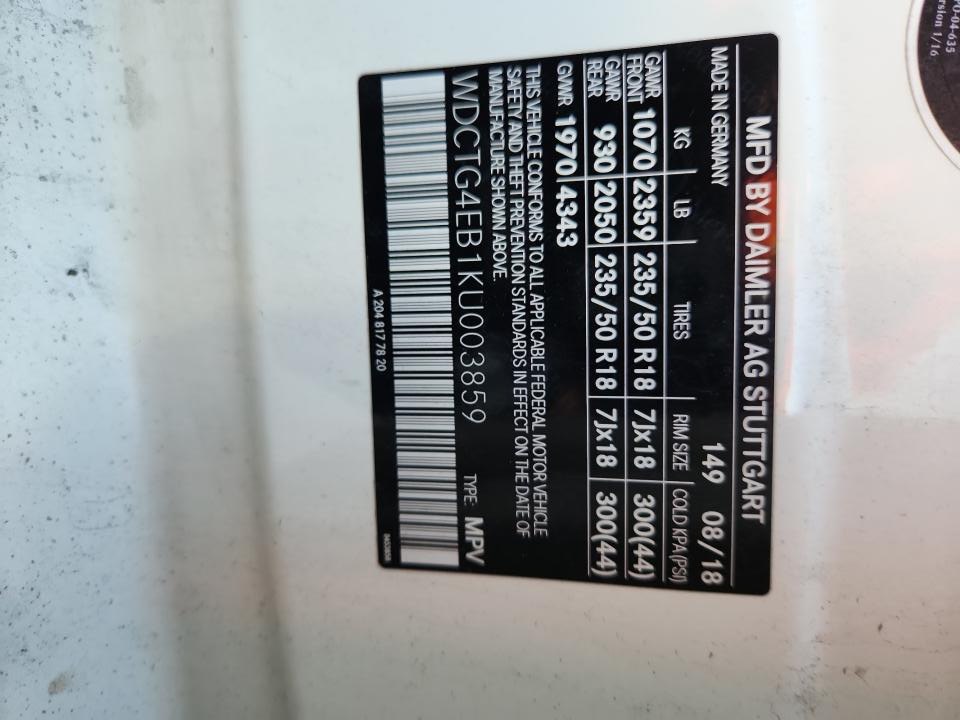 MFD BY DAIMLER AG STUTTGART
MADE IN GERMANY 149 08/18
KG LB TIRES RIM SIZE COLD KPA(PSI)
GAWR FRONT 1070 2359 235/50 R18 7Jx18 300(44)
GAWR REAR 930 2050 235/50 R18 7Jx18 300(44)
GVWR 1970 4343
THIS VEHICLE CONFORMS TO ALL APPLICABLE FEDERAL MOTOR VEHICLE
SAFETY AND THEFT PREVENTION STANDARDS IN EFFECT ON THE DATE OF
MANUFACTURE SHOWN ABOVE.
WDCTG4EB1KU003859 TYPE: MPV
A 204 817 78 20